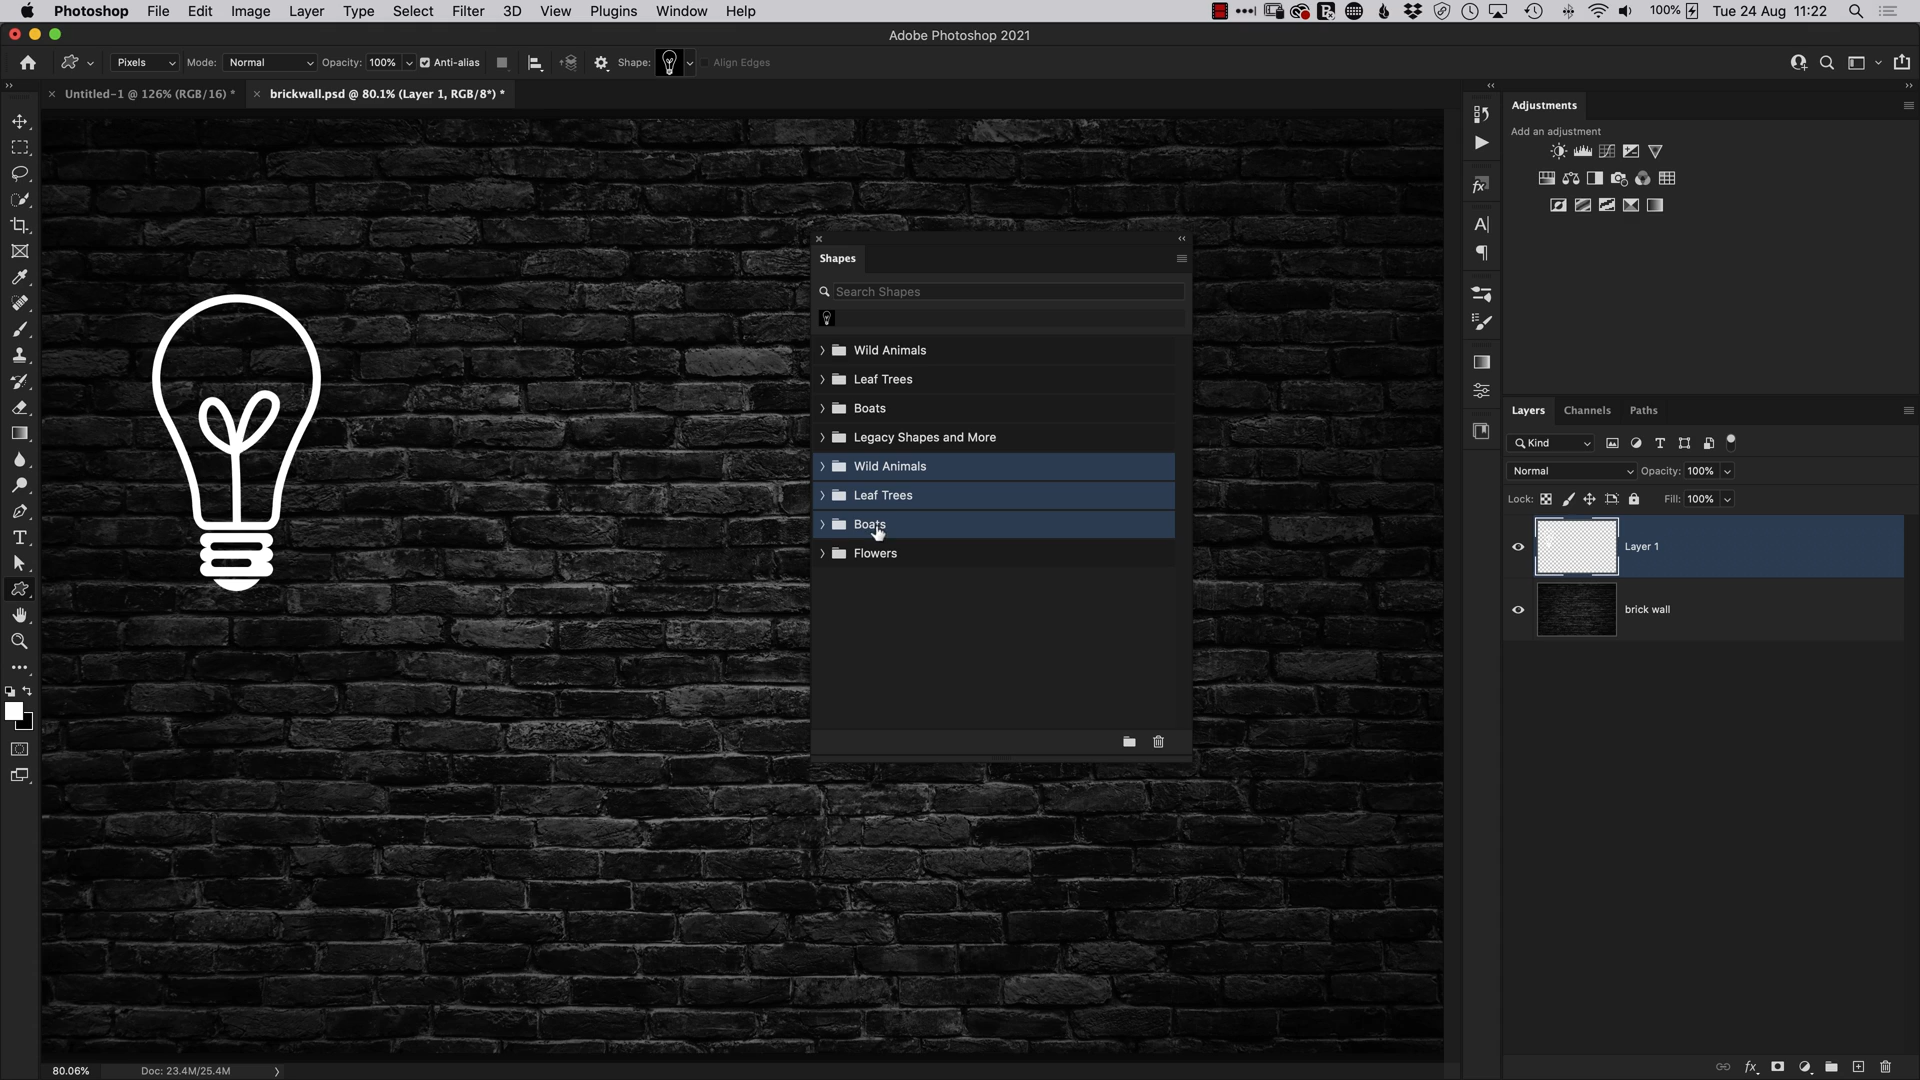 Photoshop File Edit Image Layer Type Select Filter 3D View Plugins Window Help 100% Tue 24 Aug 11:22
Adobe Photoshop 2021
Pixels Mode: Normal Opacity: 100% Anti-alias Shape: Align Edges
Untitled-1 @ 126% (RGB/16) * brickwall.psd @ 80.1% (Layer 1, RGB/8*) *
Adjustments
Add an adjustment
Shapes
Search Shapes
Wild Animals
Leaf Trees
Boats
Legacy Shapes and More
Wild Animals
Leaf Trees
Boats
Flowers
Layers Channels Paths
Kind
Normal Opacity: 100%
Lock: Fill: 100%
Layer 1
brick wall
80.06% Doc: 23.4M/25.4M